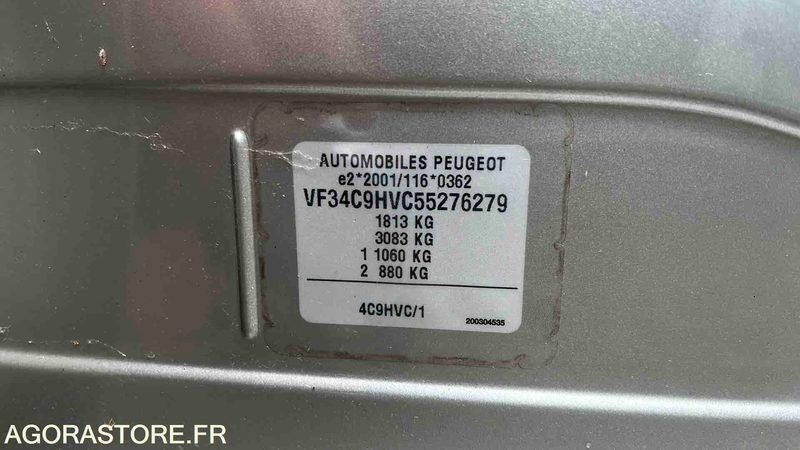 AUTOMOBILES PEUGEOT
e2*2001/116*0362
VF34C9HVC55276279
1813 KG
3083 KG
1 1060 KG
2 880 KG
4C9HVC/1
200304535
AGORASTORE.FR